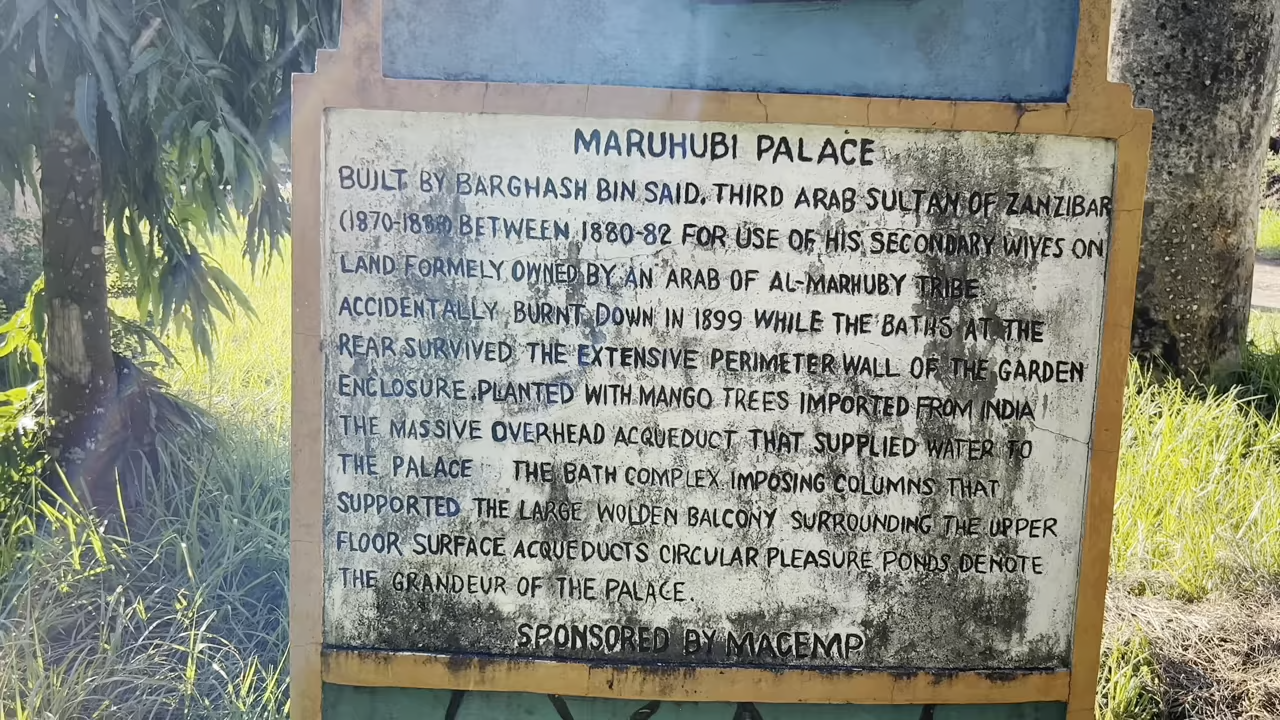 MARUHUBI PALACE
BUILT BY BARGHASH BIN SAID. THIRD ARAB SULTAN OF ZANZIBAR
BETWEEN 1880-82 FOR USE OF HIS SECONDARY WIVES ON
LAND FORMELY OWNED BY AN ARAB OF AL-MARHUBY TRIBE
ACCIDENTALLY BURNT DOWN IN 1899 WHILE THE BATHS AT THE
REAR SURVIVED THE EXTENSIVE PERIMETER WALL OF THE GARDEN
ENCLOSURE.PLANTED WITH MANGO TREES IMPORTED FROM INDIA
THE MASSIVE OVERHEAD ACQEDUCT THAT SUPPLIED WATER TO
THE PALACE THE BATH COMPLEX IMPOSING COLUMNS THAT
SUPPORTED THE LARGE WOLDEN BALCONY SURROUNDING THE UPPER
FLOOR SURFACE ACQEDUCTS CIRCULAR PLEASURE PONDS DENOTE
THE GRANDEUR OF THE PALACE.
SPONSORED BY MACEMP